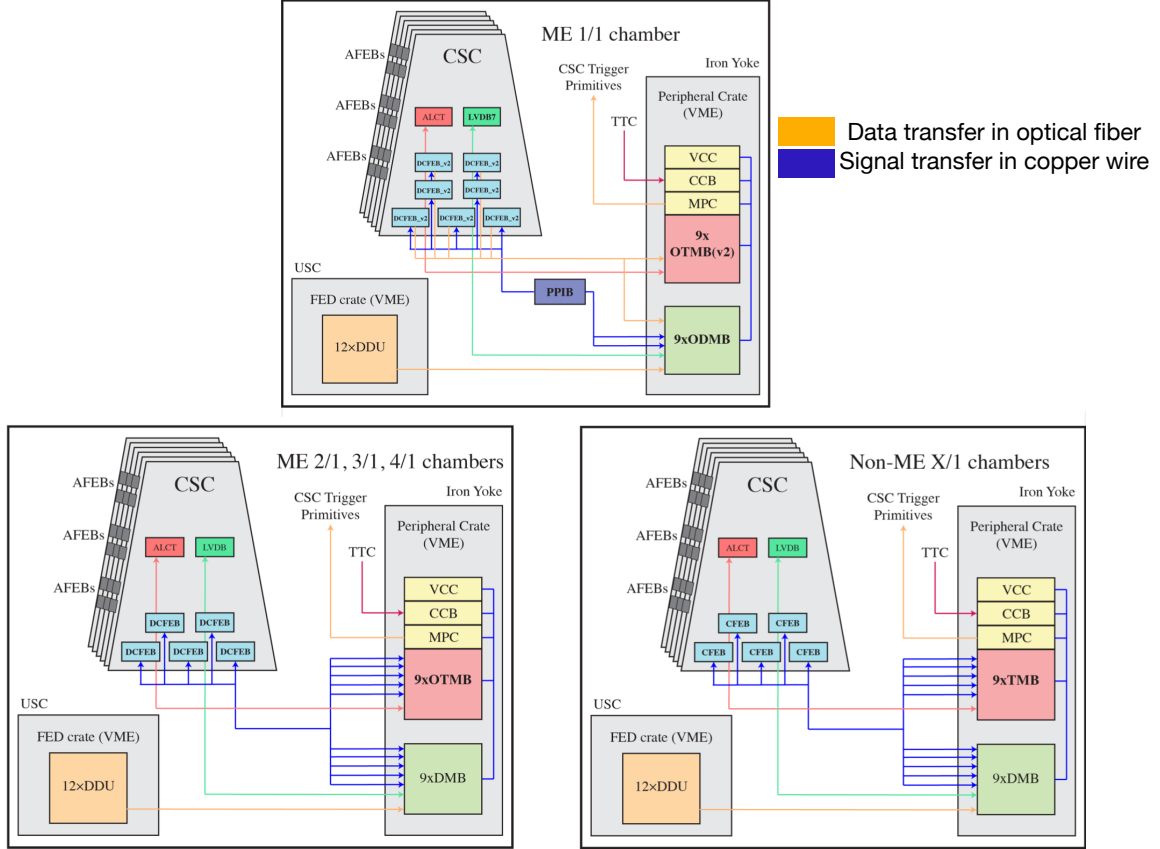 ME 1/1 chamber
CSC
AFEBs
AFEBs
AFEBs
ALCT
LVDB7
DCFEB_v2
DCFEB_v2
DCFEB_v2
DCFEB_v2
DCFEB_v2
DCFEB_v2
DCFEB_v2
CSC Trigger
Primitives
TTC
Iron Yoke
Peripheral Crate
(VME)
VCC
CCB
MPC
9x
OTMB(v2)
PPIB
9xODMB
USC
FED crate (VME)
12×DDU
Data transfer in optical fiber
Signal transfer in copper wire
ME 2/1, 3/1, 4/1 chambers
CSC
AFEBs
AFEBs
AFEBs
ALCT
LVDB
DCFEB
DCFEB
DCFEB
DCFEB
DCFEB
CSC Trigger
Primitives
TTC
Iron Yoke
Peripheral Crate
(VME)
VCC
CCB
MPC
9xOTMB
9xDMB
USC
FED crate (VME)
12×DDU
Non-ME X/1 chambers
CSC
AFEBs
AFEBs
AFEBs
ALCT
LVDB
CFEB
CFEB
CFEB
CFEB
CFEB
CSC Trigger
Primitives
TTC
Iron Yoke
Peripheral Crate
(VME)
VCC
CCB
MPC
9xTMB
9xDMB
USC
FED crate (VME)
12×DDU